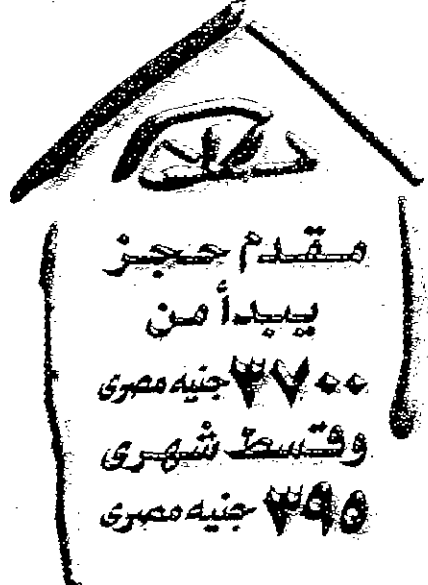 مقدم حجز
يبدأ من
٣٧٠٠ جنيه مصرى
وقسط شهرى
٣٩٥ جنيه مصرى